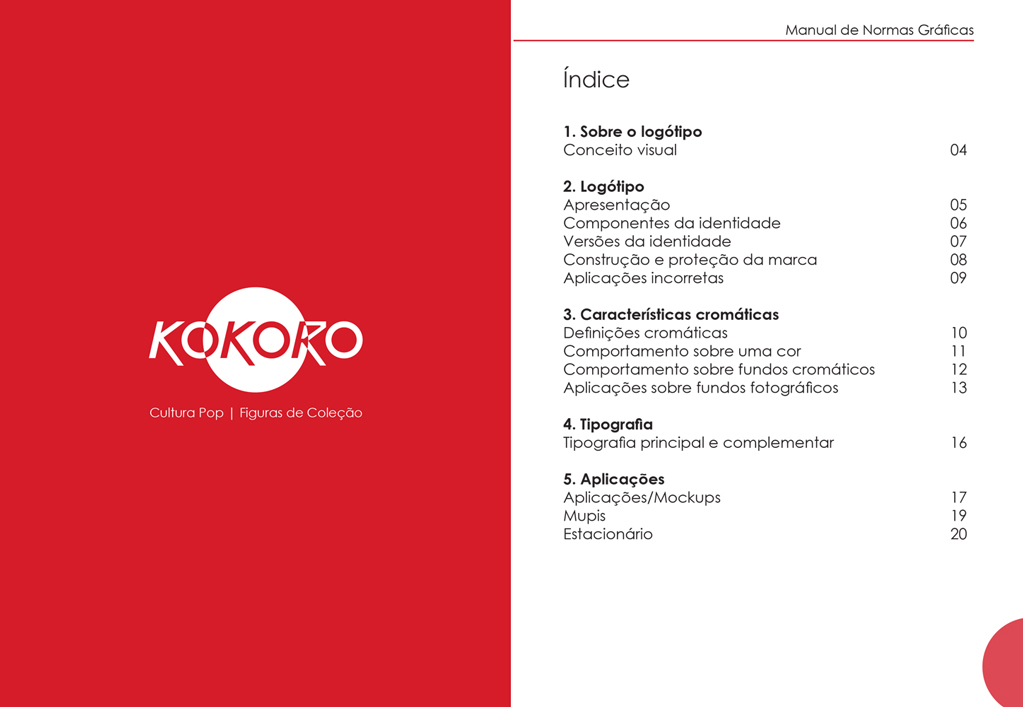 KOKORO
Cultura Pop | Figuras de Coleção
Manual de Normas Gráficas
Índice
1. Sobre o logótipo
Conceito visual 04
2. Logótipo
Apresentação 05
Componentes da identidade 06
Versões da identidade 07
Construção e proteção da marca 08
Aplicações incorretas 09
3. Características cromáticas
Definições cromáticas 10
Comportamento sobre uma cor 11
Comportamento sobre fundos cromáticos 12
Aplicações sobre fundos fotográficos 13
4. Tipografia
Tipografia principal e complementar 16
5. Aplicações
Aplicações/Mockups 17
Mupis 19
Estacionário 20